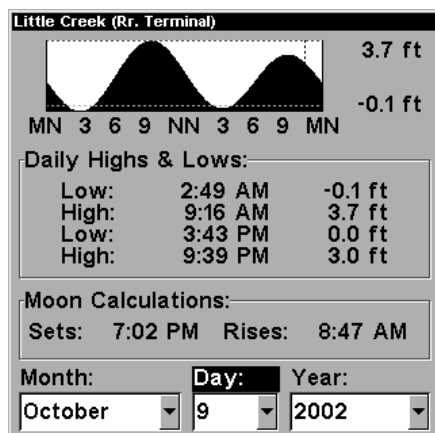 Little Creek (Rr. Terminal)
3.7 ft
-0.1 ft
MN 3 6 9 NN 3 6 9 MN
Daily Highs & Lows:
Low: 2:49 AM -0.1 ft
High: 9:16 AM 3.7 ft
Low: 3:43 PM 0.0 ft
High: 9:39 PM 3.0 ft
Moon Calculations:
Sets: 7:02 PM Rises: 8:47 AM
Month: Day: Year:
October 9 2002